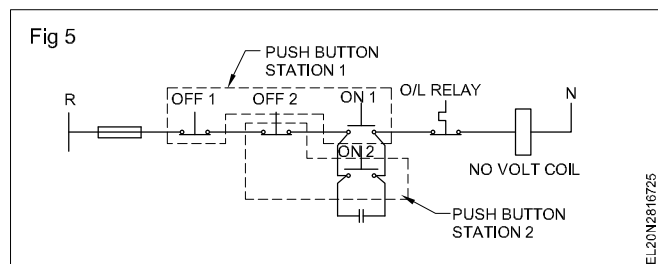 Fig 5
PUSH BUTTON
STATION 1
O/L RELAY
R
OFF 1
OFF 2
ON 1
N
ON 2
NO VOLT COIL
PUSH BUTTON
STATION 2
EL20N2816725